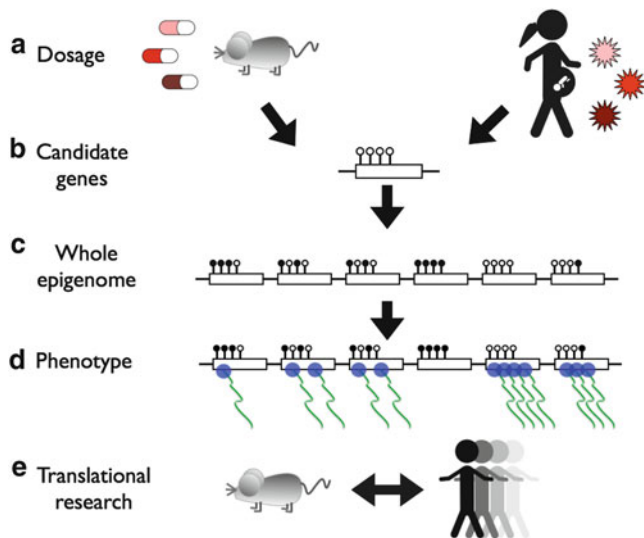 a Dosage
b Candidate
genes
c Whole
epigenome
d Phenotype
e Translational
research